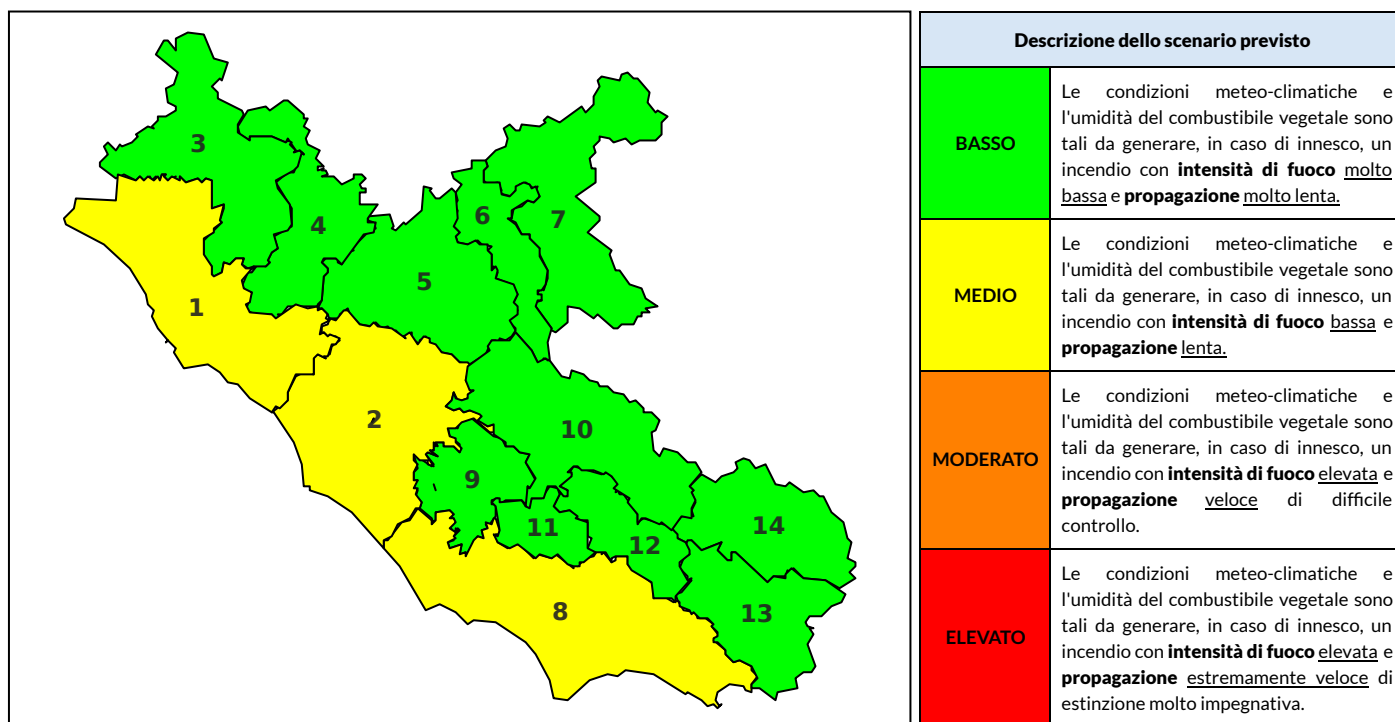 3
4
6
7
5
1
2
10
9
11
12
14
8
13
Descrizione dello scenario previsto
BASSO
Le condizioni meteo-climatiche e
l'umidità del combustibile vegetale sono
tali da generare, in caso di innesco, un
incendio con intensità di fuoco molto
bassa e propagazione molto lenta.
MEDIO
Le condizioni meteo-climatiche e
l'umidità del combustibile vegetale sono
tali da generare, in caso di innesco, un
incendio con intensità di fuoco bassa e
propagazione lenta.
MODERATO
Le condizioni meteo-climatiche e
l'umidità del combustibile vegetale sono
tali da generare, in caso di innesco, un
incendio con intensità di fuoco elevata e
propagazione veloce di difficile
controllo.
ELEVATO
Le condizioni meteo-climatiche e
l'umidità del combustibile vegetale sono
tali da generare, in caso di innesco, un
incendio con intensità di fuoco elevata e
propagazione estremamente veloce di
estinzione molto impegnativa.